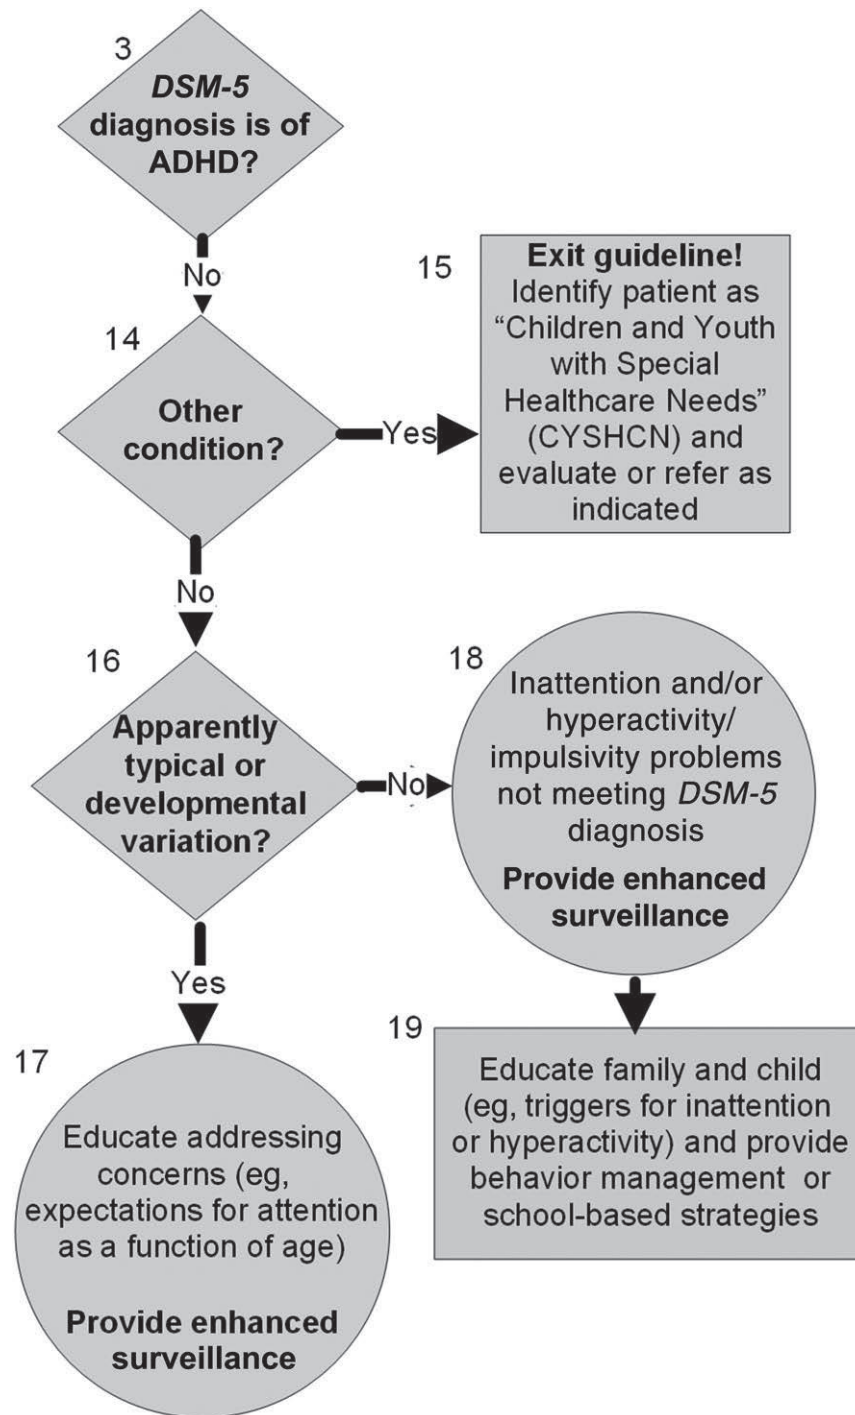 3
DSM-5
diagnosis is of
ADHD?
No
14
Other
condition?
Yes
15
Exit guideline!
Identify patient as
“Children and Youth
with Special
Healthcare Needs”
(CYSHCN) and
evaluate or refer as
indicated
No
16
Apparently
typical or
developmental
variation?
No
18
Inattention and/or
hyperactivity/
impulsivity problems
not meeting DSM-5
diagnosis
Provide enhanced
surveillance
Yes
17
Educate addressing
concerns (eg,
expectations for attention
as a function of age)
Provide enhanced
surveillance
19
Educate family and child
(eg, triggers for inattention
or hyperactivity) and provide
behavior management or
school-based strategies